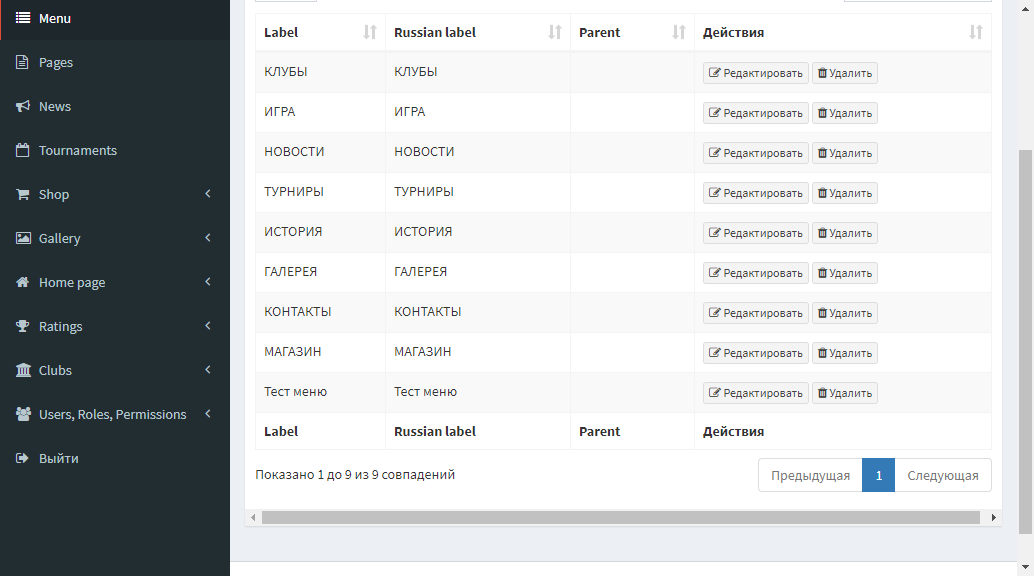 Menu
Pages
News
Tournaments
Shop
Gallery
Home page
Ratings
Clubs
Users, Roles, Permissions
Выйти
Label Russian label Parent Действия
КЛУБЫ КЛУБЫ Редактировать Удалить
ИГРА ИГРА Редактировать Удалить
НОВОСТИ НОВОСТИ Редактировать Удалить
ТУРНИРЫ ТУРНИРЫ Редактировать Удалить
ИСТОРИЯ ИСТОРИЯ Редактировать Удалить
ГАЛЕРЕЯ ГАЛЕРЕЯ Редактировать Удалить
КОНТАКТЫ КОНТАКТЫ Редактировать Удалить
МАГАЗИН МАГАЗИН Редактировать Удалить
Тест меню Тест меню Редактировать Удалить
Label Russian label Parent Действия
Показано 1 до 9 из 9 совпадений Предыдущая 1 Следующая